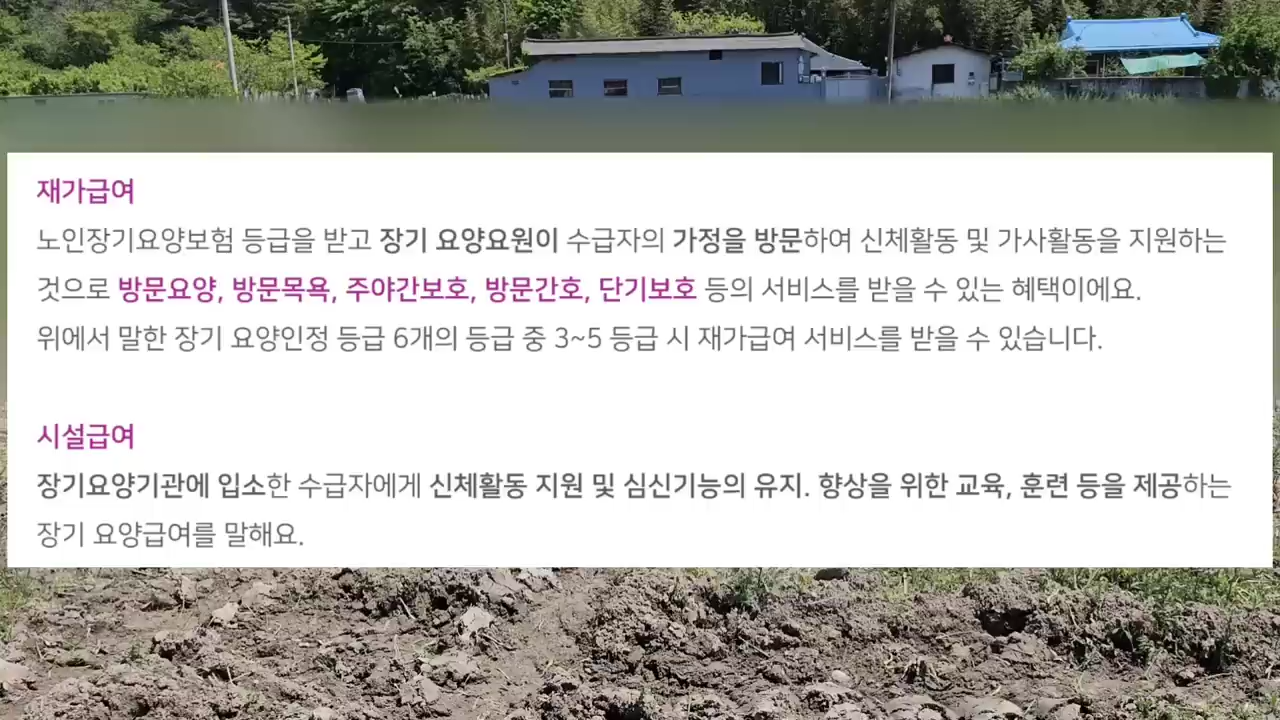 재가급여
노인장기요양보험 등급을 받고 장기 요양요원이 수급자의 가정을 방문하여 신체활동 및 가사활동을 지원하는
것으로 방문요양, 방문목욕, 주야간보호, 방문간호, 단기보호 등의 서비스를 받을 수 있는 혜택이에요.
위에서 말한 장기 요양인정 등급 6개의 등급 중 3~5 등급 시 재가급여 서비스를 받을 수 있습니다.
시설급여
장기요양기관에 입소한 수급자에게 신체활동 지원 및 심신기능의 유지. 향상을 위한 교육, 훈련 등을 제공하는
장기 요양급여를 말해요.